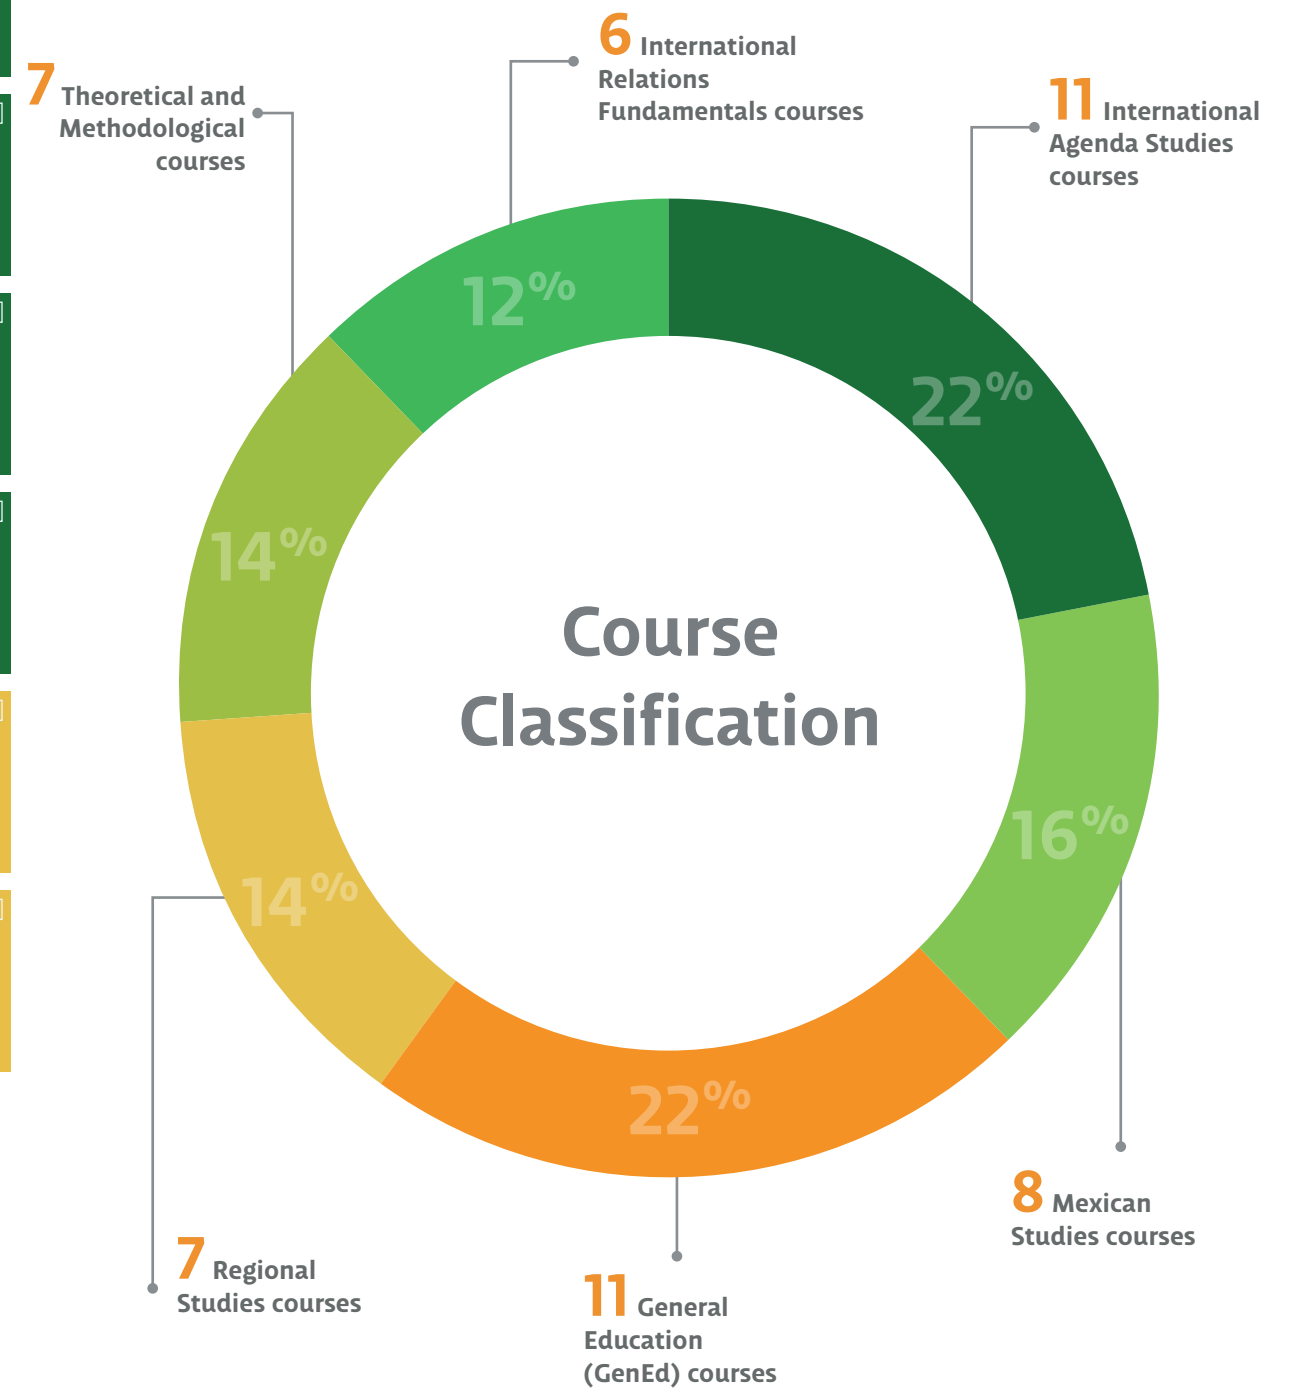 6 International
Relations
Fundamentals courses
7 Theoretical and
Methodological
courses
11 International
Agenda Studies
courses
12%
22%
14%
Course
Classification
16%
14%
22%
8 Mexican
Studies courses
7 Regional
Studies courses
11 General
Education
(GenEd) courses